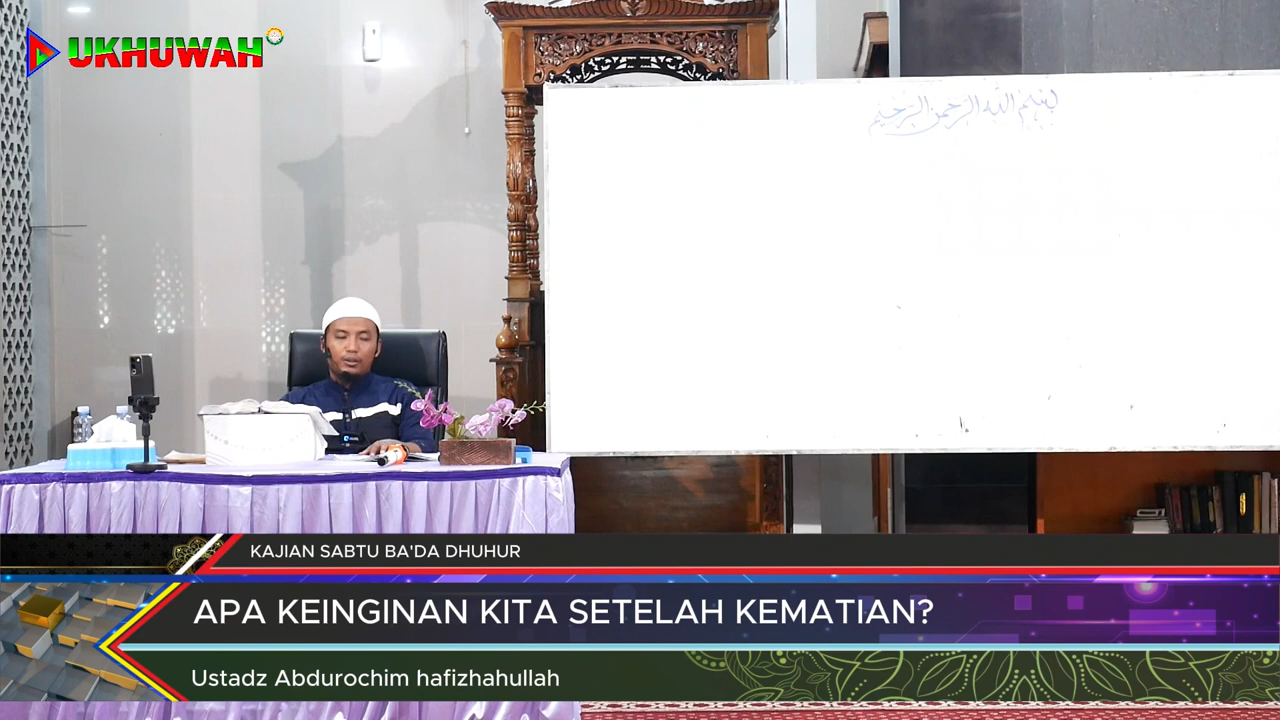 UKHUWAH
بسم الله الرحمن الرحيم
KAJIAN SABTU BA'DA DHUHUR
APA KEINGINAN KITA SETELAH KEMATIAN?
Ustadz Abdurochim hafizhahullah